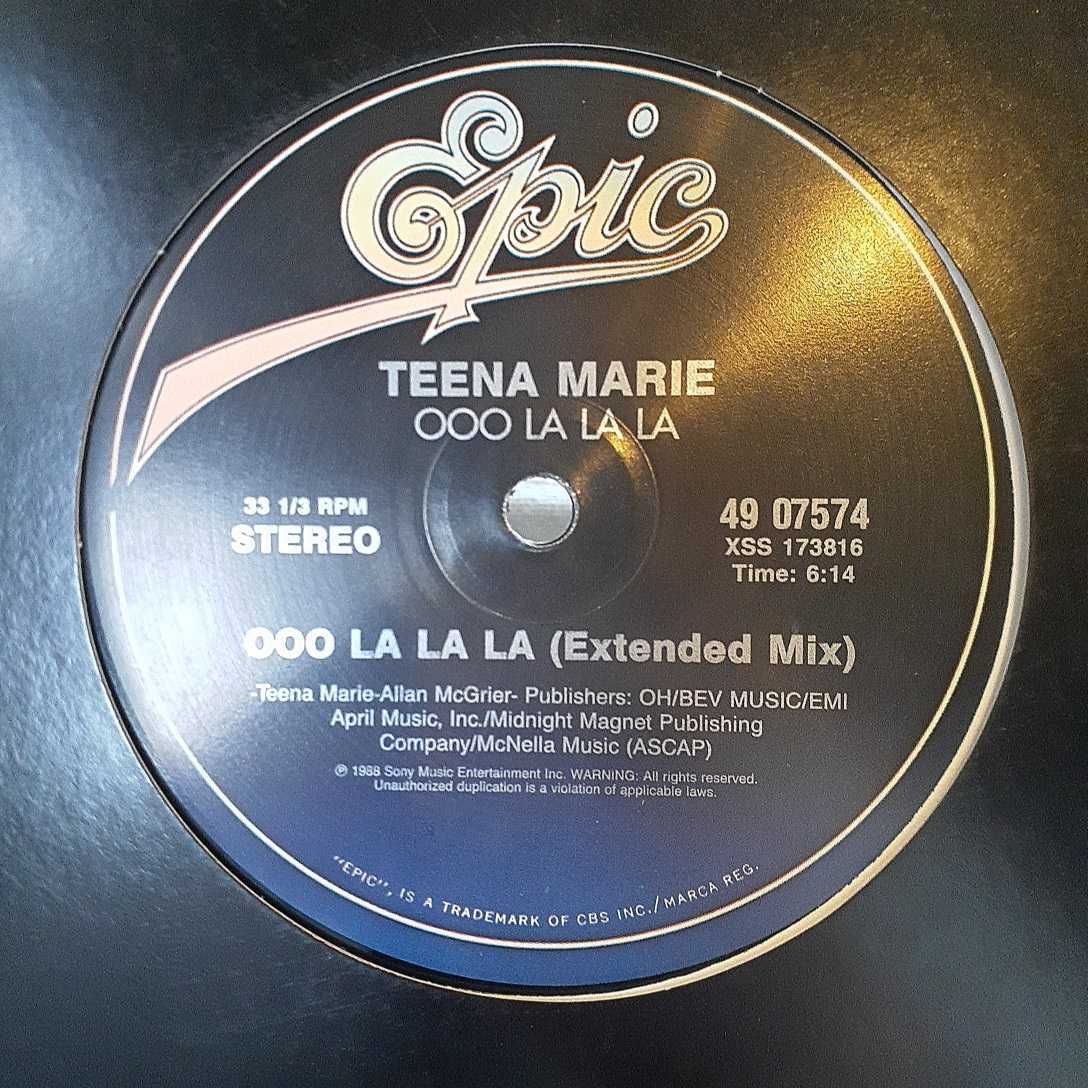 Epic
TEENA MARIE
OOO LA LA LA
33 1/3 RPM
STEREO
49 07574
XSS 173816
Time: 6:14
OOO LA LA LA (Extended Mix)
-Teena Marie-Allan McGrier- Publishers: OH/BEV MUSIC/EMI
April Music, Inc./Midnight Magnet Publishing
Company/McNella Music (ASCAP)
℗ 1988 Sony Music Entertainment Inc. WARNING: All rights reserved.
Unauthorized duplication is a violation of applicable laws.
"EPIC", IS A TRADEMARK OF CBS INC./MARCA REG.